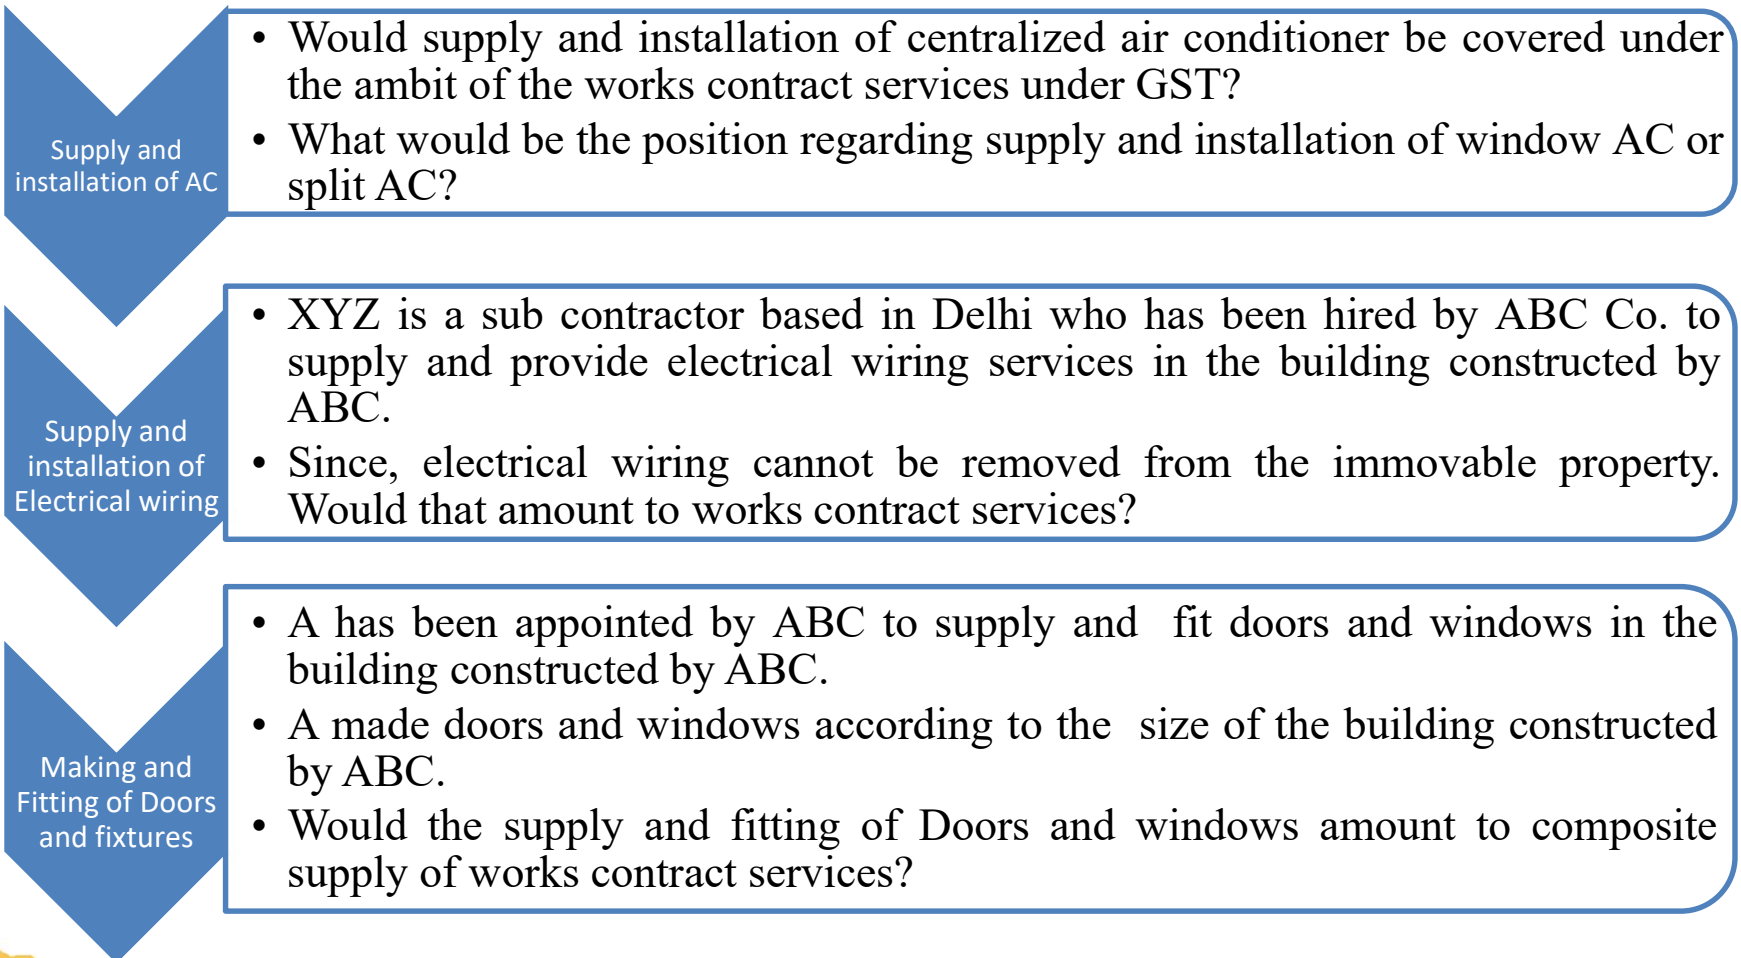 Supply and
installation of AC
• Would supply and installation of centralized air conditioner be covered under
the ambit of the works contract services under GST?
• What would be the position regarding supply and installation of window AC or
split AC?
Supply and
installation of
Electrical wiring
• XYZ is a sub contractor based in Delhi who has been hired by ABC Co. to
supply and provide electrical wiring services in the building constructed by
ABC.
• Since, electrical wiring cannot be removed from the immovable property.
Would that amount to works contract services?
Making and
Fitting of Doors
and fixtures
• A has been appointed by ABC to supply and fit doors and windows in the
building constructed by ABC.
• A made doors and windows according to the size of the building constructed
by ABC.
• Would the supply and fitting of Doors and windows amount to composite
supply of works contract services?